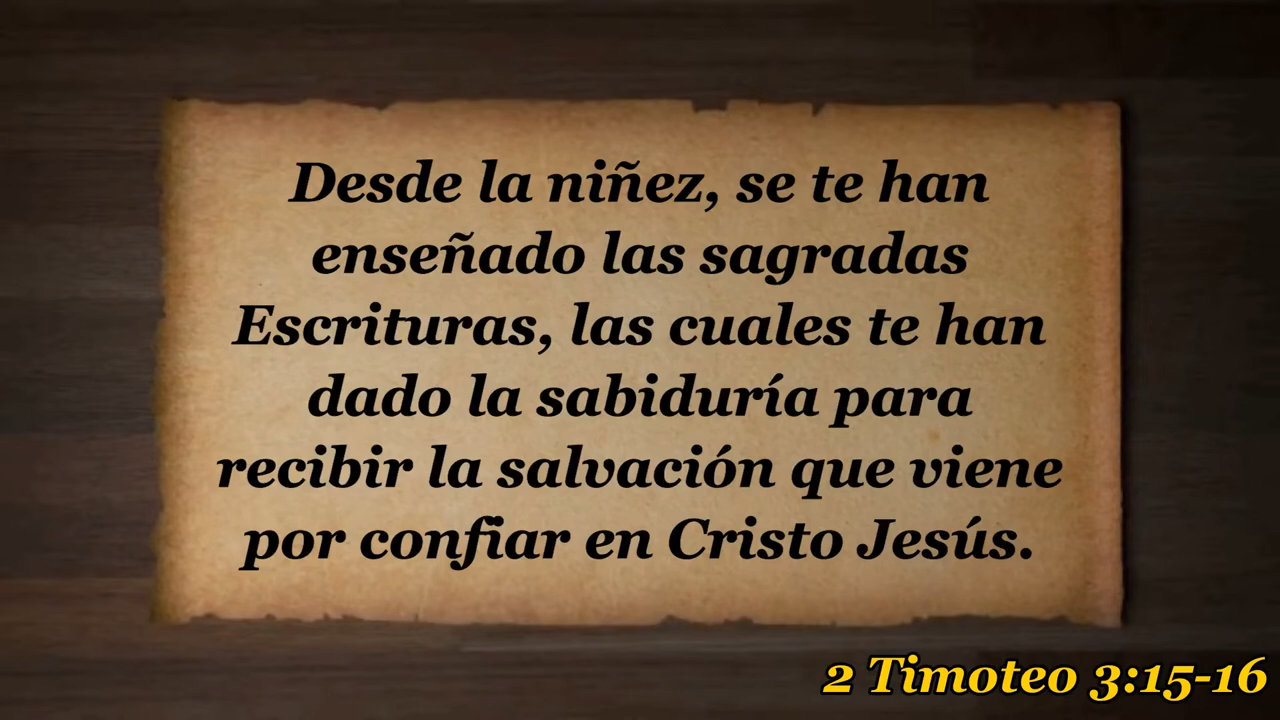 Desde la niñez, se te han
enseñado las sagradas
Escrituras, las cuales te han
dado la sabiduría para
recibir la salvación que viene
por confiar en Cristo Jesús.
2 Timoteo 3:15-16